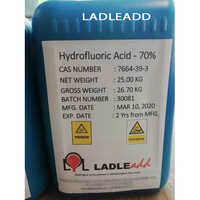 LADLEADD
Hydrofluoric Acid - 70%
CAS NUMBER : 7664-39-3
NET WEIGHT : 25.00 KG
GROSS WEIGHT : 26.70 KG
BATCH NUMBER : 30081
MFG. DATE : MAR 10, 2020
EXP. DATE : 2 Yrs from MFG.
LADLEadd